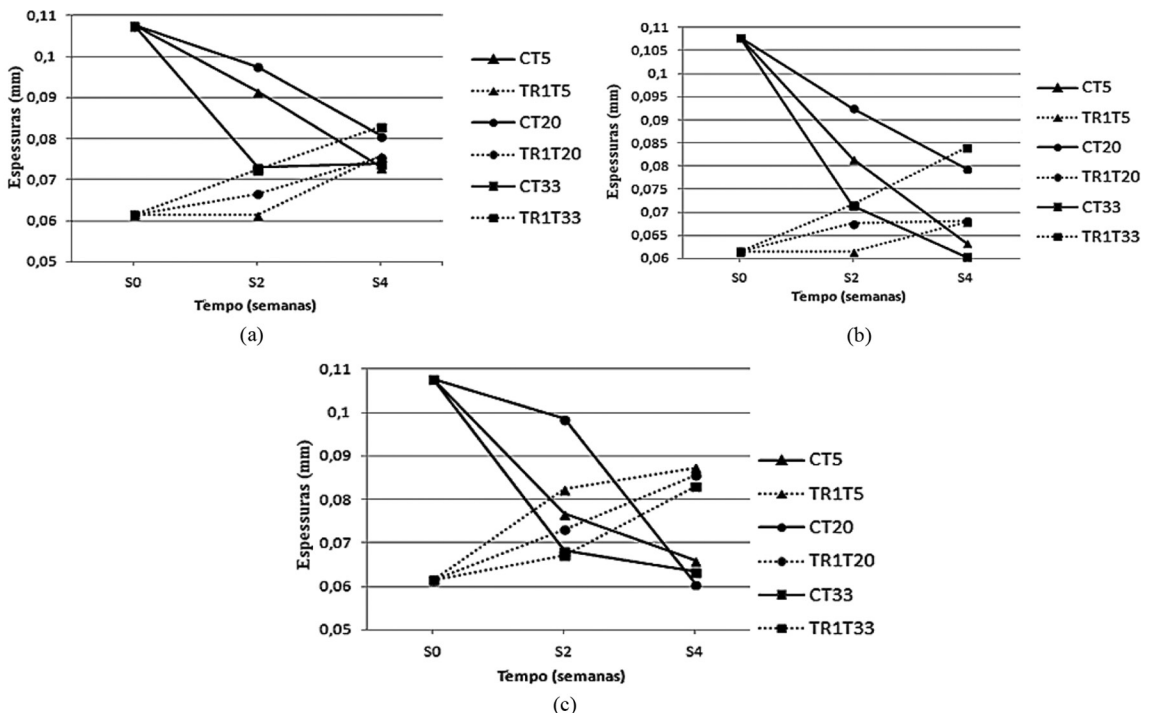 Espessuras (mm)
0,11
0,1
0,09
0,08
0,07
0,06
0,05
S0
S2
S4
Tempo (semanas)
CT5
TR1T5
CT20
TR1T20
CT33
TR1T33
(a)
Espessuras (mm)
0,11
0,105
0,1
0,095
0,09
0,085
0,08
0,075
0,07
0,065
0,06
S0
S2
S4
Tempo (semanas)
CT5
TR1T5
CT20
TR1T20
CT33
TR1T33
(b)
Espessuras (mm)
0,11
0,1
0,09
0,08
0,07
0,06
0,05
S0
S2
S4
Tempo (semanas)
CT5
TR1T5
CT20
TR1T20
CT33
TR1T33
(c)